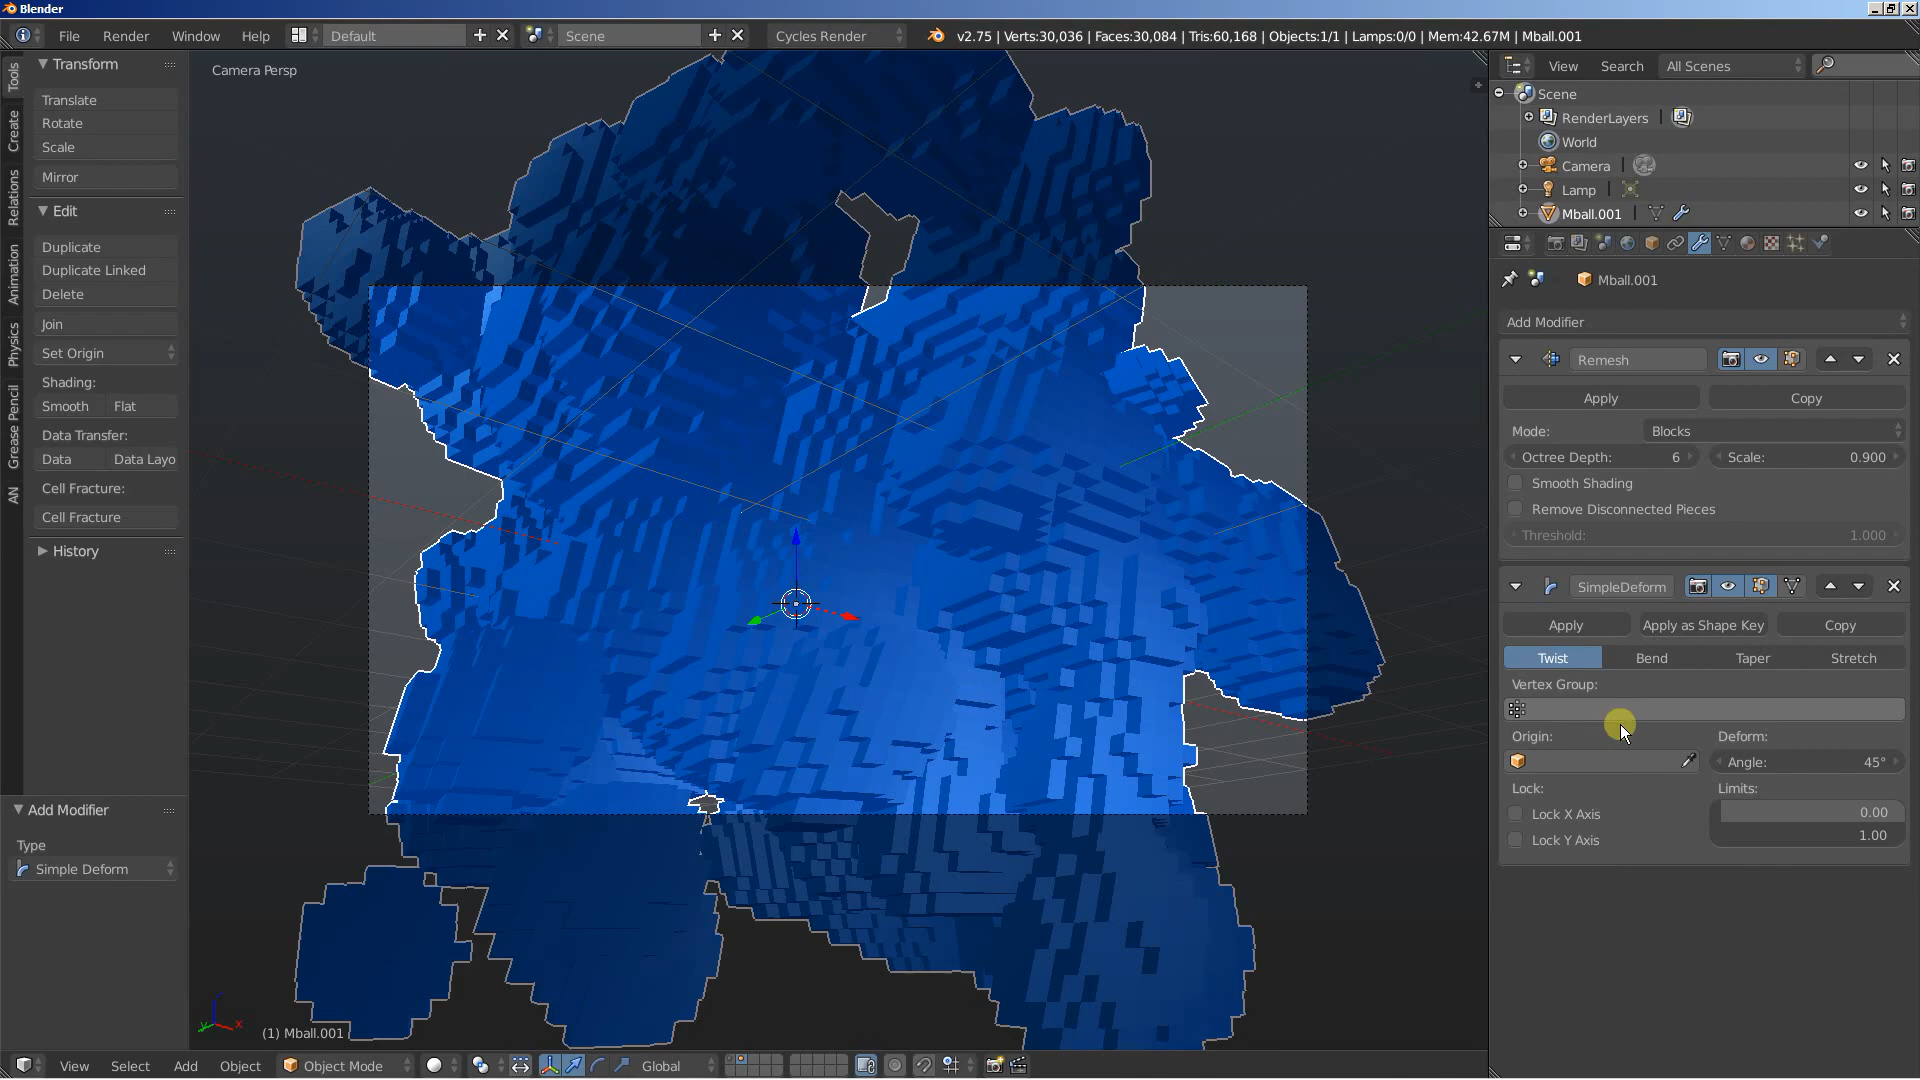 Blender
File Render Window Help Default Scene Cycles Render v2.75 | Verts:30,036 | Faces:30,084 | Tris:60,168 | Objects:1/1 | Lamps:0/0 | Mem:42.67M | Mball.001
Tools
Create
Relations
Animation
Physics
Grease Pencil
AN
Transform
Translate
Rotate
Scale
Mirror
Edit
Duplicate
Duplicate Linked
Delete
Join
Set Origin
Shading:
Smooth Flat
Data Transfer:
Data Data Layo
Cell Fracture:
Cell Fracture
History
Add Modifier
Type
Simple Deform
Camera Persp
(1) Mball.001
View Select Add Object Object Mode Global
View Search All Scenes
Scene
RenderLayers
World
Camera
Lamp
Mball.001
Mball.001
Add Modifier
Remesh
Apply Copy
Mode: Blocks
Octree Depth: 6 Scale: 0.900
Smooth Shading
Remove Disconnected Pieces
Threshold: 1.000
SimpleDeform
Apply Apply as Shape Key Copy
Twist Bend Taper Stretch
Vertex Group:
Origin: Deform:
Angle: 45°
Lock: Limits:
Lock X Axis 0.00
Lock Y Axis 1.00